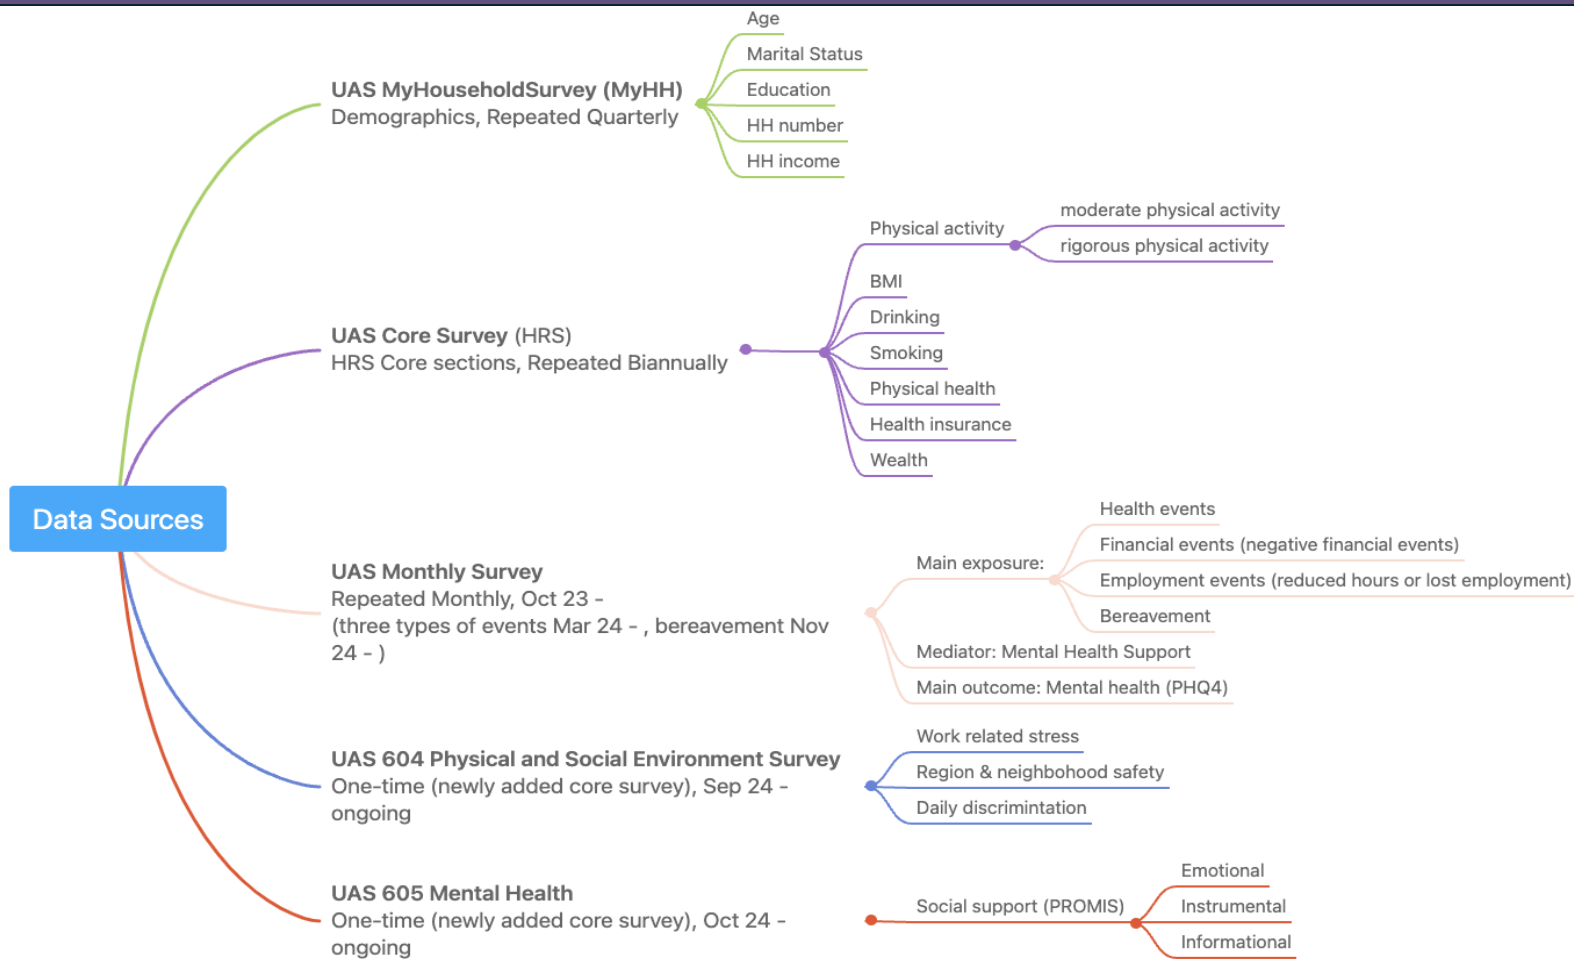 Data Sources
UAS MyHouseholdSurvey (MyHH)
Demographics, Repeated Quarterly
Age
Marital Status
Education
HH number
HH income
UAS Core Survey (HRS)
HRS Core sections, Repeated Biannually
Physical activity
moderate physical activity
rigorous physical activity
BMI
Drinking
Smoking
Physical health
Health insurance
Wealth
UAS Monthly Survey
Repeated Monthly, Oct 23 -
(three types of events Mar 24 - , bereavement Nov
24 - )
Main exposure:
Health events
Financial events (negative financial events)
Employment events (reduced hours or lost employment)
Bereavement
Mediator: Mental Health Support
Main outcome: Mental health (PHQ4)
UAS 604 Physical and Social Environment Survey
One-time (newly added core survey), Sep 24 -
ongoing
Work related stress
Region & neighbohood safety
Daily discrimintation
UAS 605 Mental Health
One-time (newly added core survey), Oct 24 -
ongoing
Social support (PROMIS)
Emotional
Instrumental
Informational